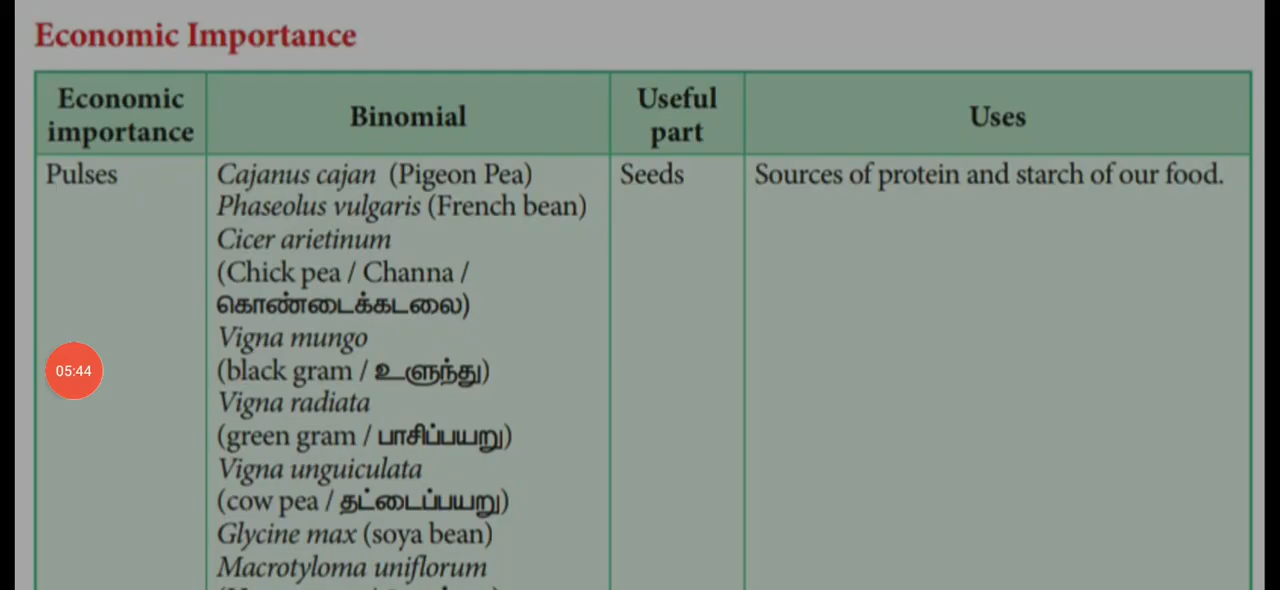 Economic Importance
Economic importance
Binomial
Useful part
Uses
Pulses
Cajanus cajan (Pigeon Pea)
Phaseolus vulgaris (French bean)
Cicer arietinum
(Chick pea / Channa /
கொண்டைக்கடலை)
Vigna mungo
(black gram / உளுந்து)
Vigna radiata
(green gram / பாசிப்பயறு)
Vigna unguiculata
(cow pea / தட்டைப்பயறு)
Glycine max (soya bean)
Macrotyloma uniflorum
Seeds
Sources of protein and starch of our food.
05:44